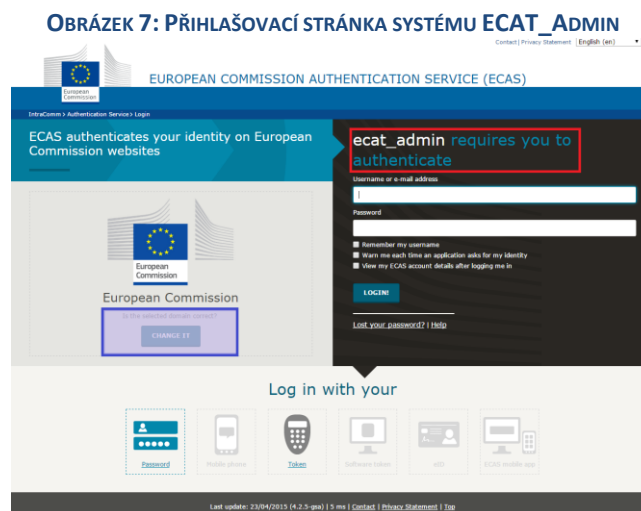 OBRÁZEK 7: PŘIHLAŠOVACÍ STRÁNKA SYSTÉMU ECAT_ADMIN
Contact | Privacy Statement English (en)
European
Commission
EUROPEAN COMMISSION AUTHENTICATION SERVICE (ECAS)
IntraComm > Authentication Service > Login
ECAS authenticates your identity on European
Commission websites
ecat_admin requires you to
authenticate
Username or e-mail address
Password
Remember my username
Warn me each time an application asks for my identity
View my ECAS account details after logging me in
LOGIN!
Lost your password? | Help
European
Commission
European Commission
Is the selected domain correct?
CHANGE IT
Log in with your
Password
Mobile phone
Token
Software token
eID
ECAS mobile app
Last update: 23/04/2015 (4.2.5-gsa) | 5 ms | Contact | Privacy Statement | Top